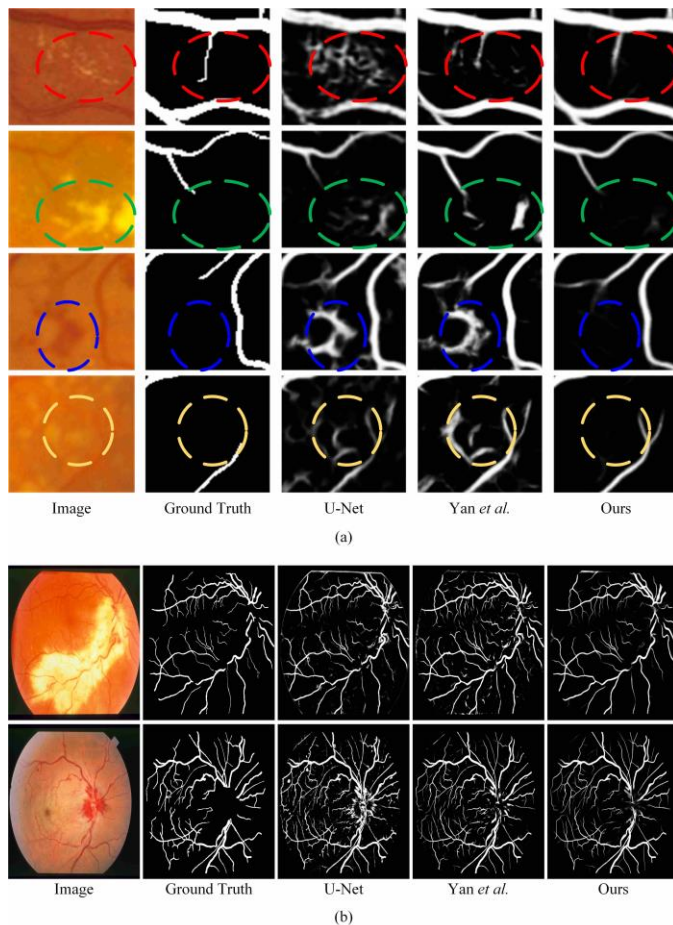 Image Ground Truth U-Net Yan et al. Ours
(a)
Image Ground Truth U-Net Yan et al. Ours
(b)